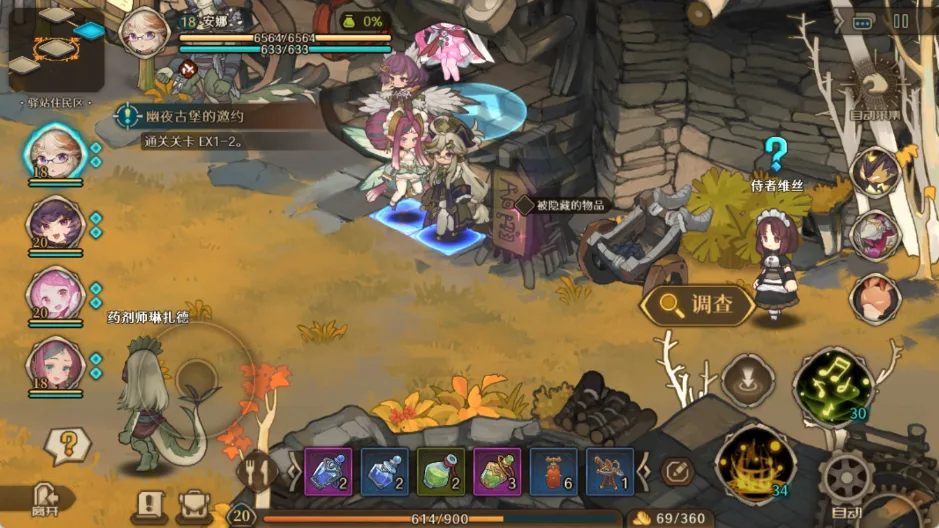 18 安娜
6564/6564
633/633
0%
·驿站住民区·
幽夜古堡的邀约
通关关卡 EX1-2。
自动采集
侍者维丝
被隐藏的物品
调查
18
20
20
18
药剂师琳扎德
30
34
2
2
2
3
6
1
离开
20
614/900
69/360
自动